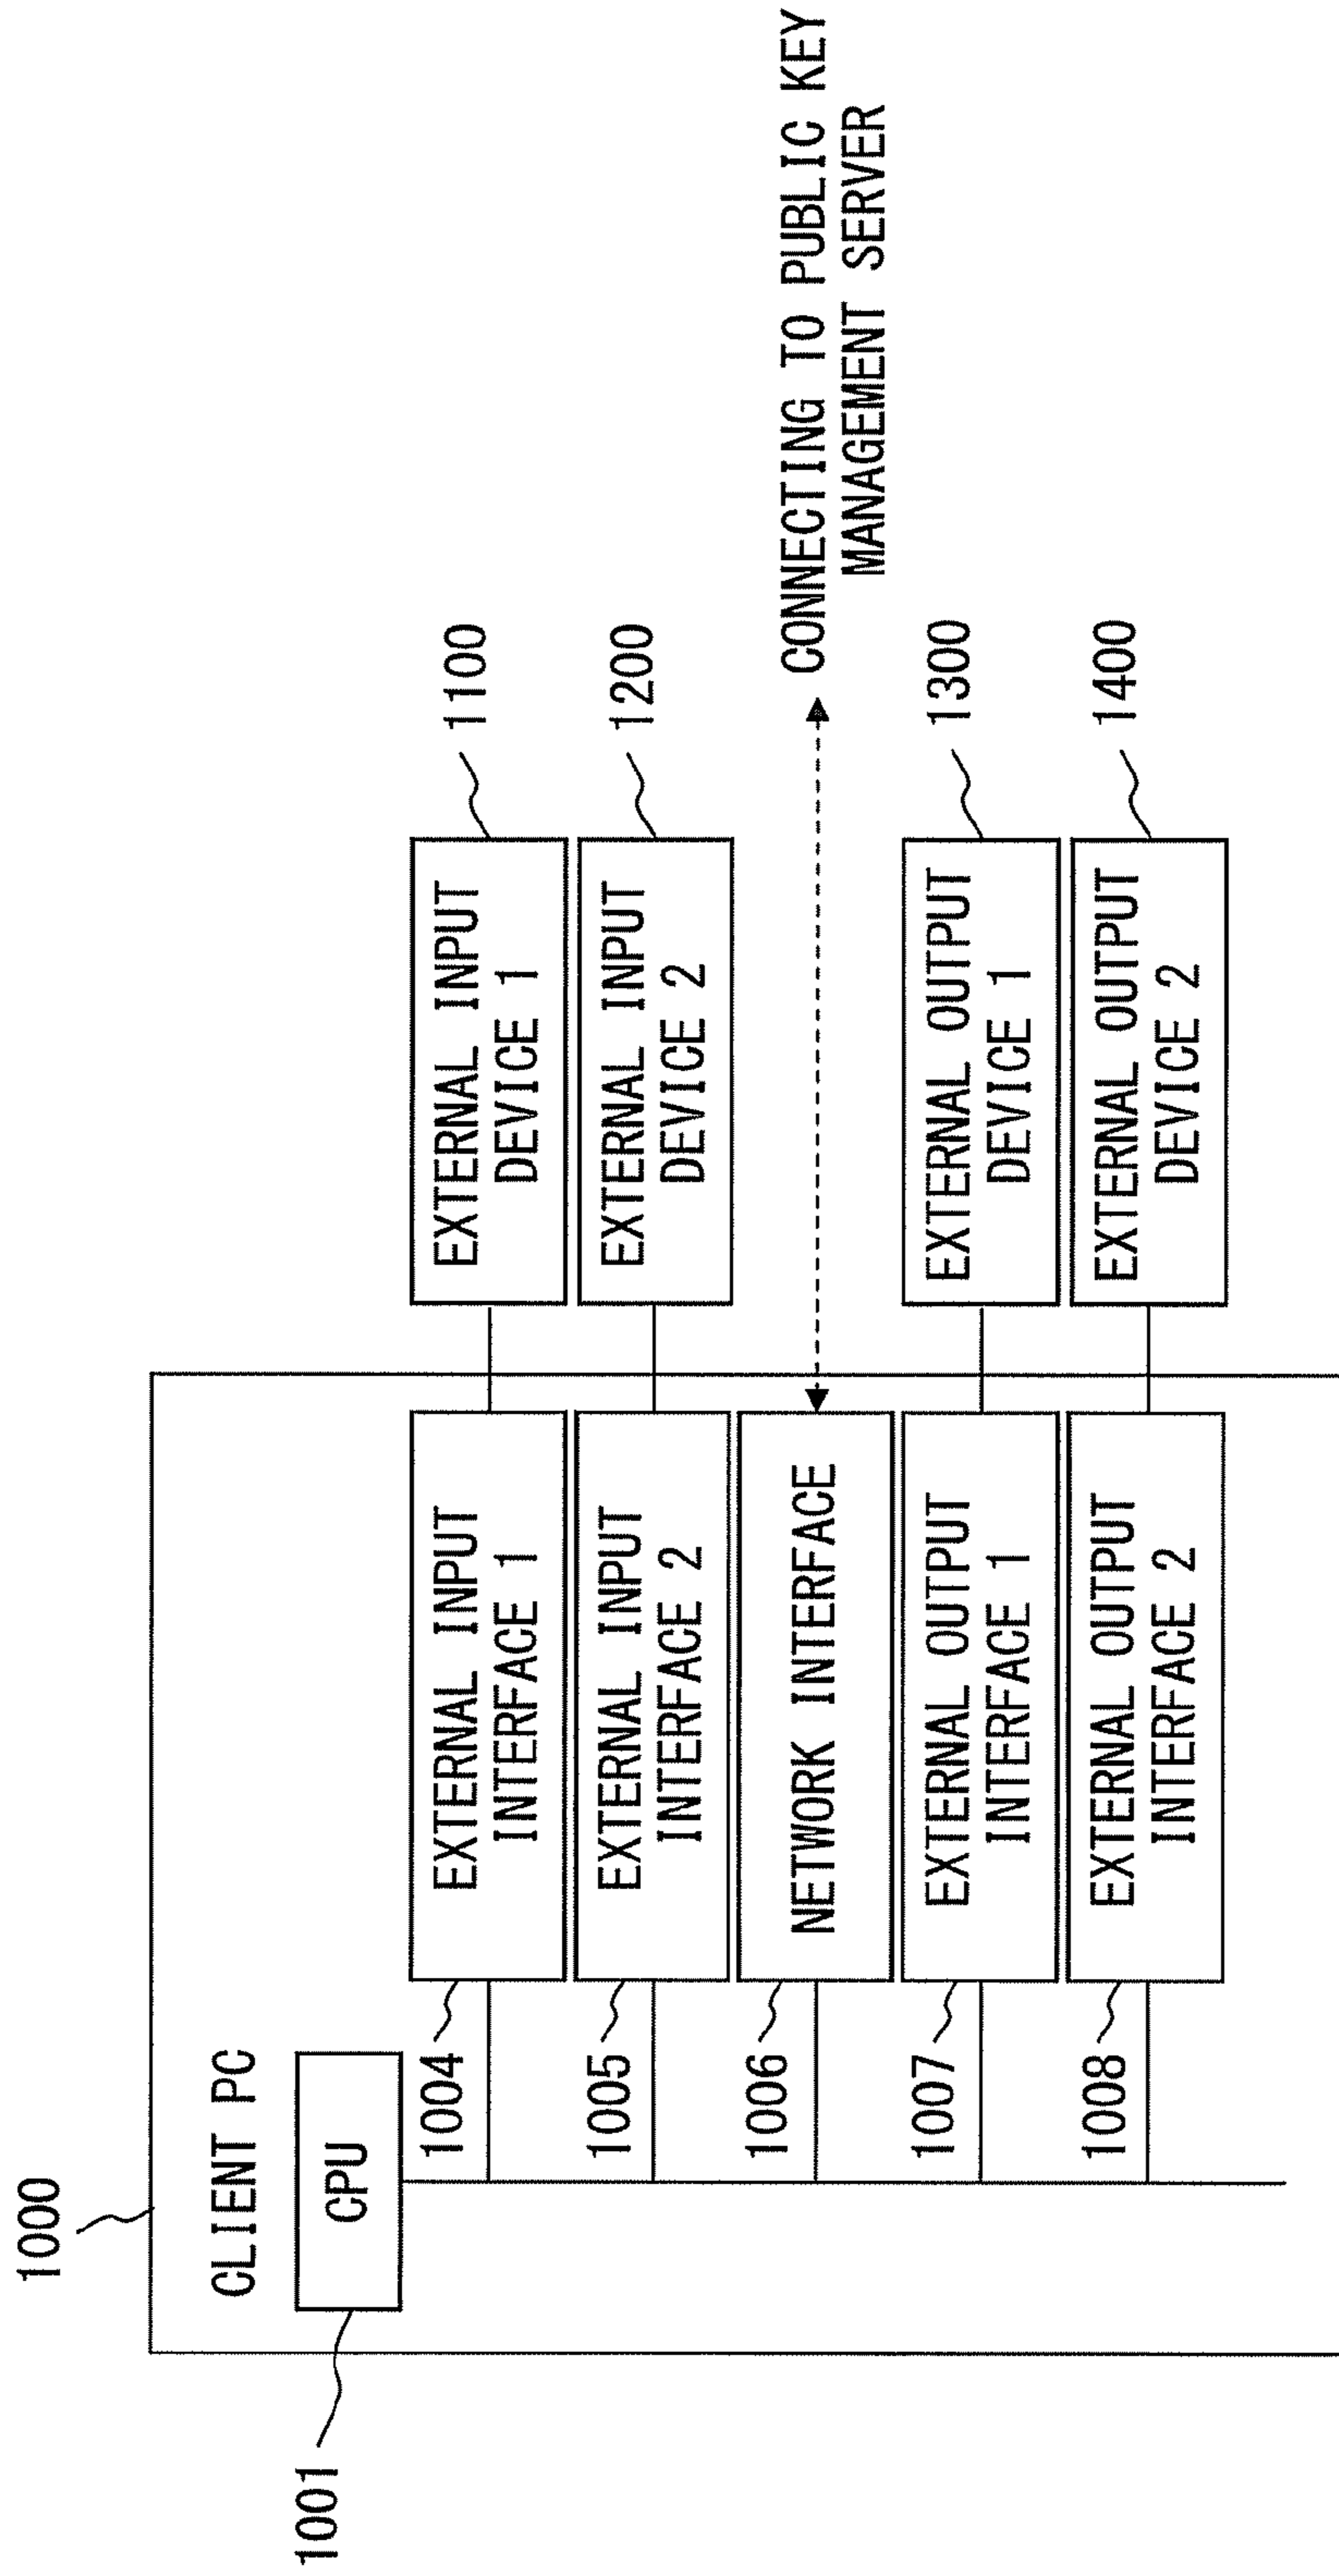 1000
CLIENT PC
1001
CPU
1004
EXTERNAL INPUT
INTERFACE 1
EXTERNAL INPUT
DEVICE 1
1100
1005
EXTERNAL INPUT
INTERFACE 2
EXTERNAL INPUT
DEVICE 2
1200
1006
NETWORK INTERFACE
CONNECTING TO PUBLIC KEY
MANAGEMENT SERVER
1007
EXTERNAL OUTPUT
INTERFACE 1
EXTERNAL OUTPUT
DEVICE 1
1300
1008
EXTERNAL OUTPUT
INTERFACE 2
EXTERNAL OUTPUT
DEVICE 2
1400